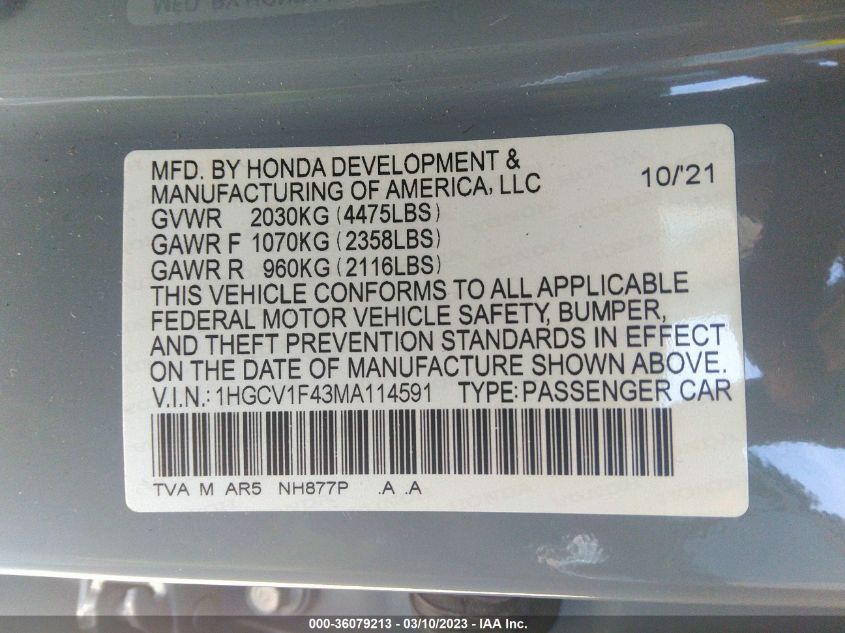 MFD. BY HONDA DEVELOPMENT &
MANUFACTURING OF AMERICA, LLC 10/'21
GVWR 2030KG (4475LBS)
GAWR F 1070KG (2358LBS)
GAWR R 960KG (2116LBS)
THIS VEHICLE CONFORMS TO ALL APPLICABLE
FEDERAL MOTOR VEHICLE SAFETY, BUMPER,
AND THEFT PREVENTION STANDARDS IN EFFECT
ON THE DATE OF MANUFACTURE SHOWN ABOVE.
V.I.N.: 1HGCV1F43MA114591 TYPE: PASSENGER CAR
TVA M AR5 NH877P .A .A
000-36079213 - 03/10/2023 - IAA Inc.